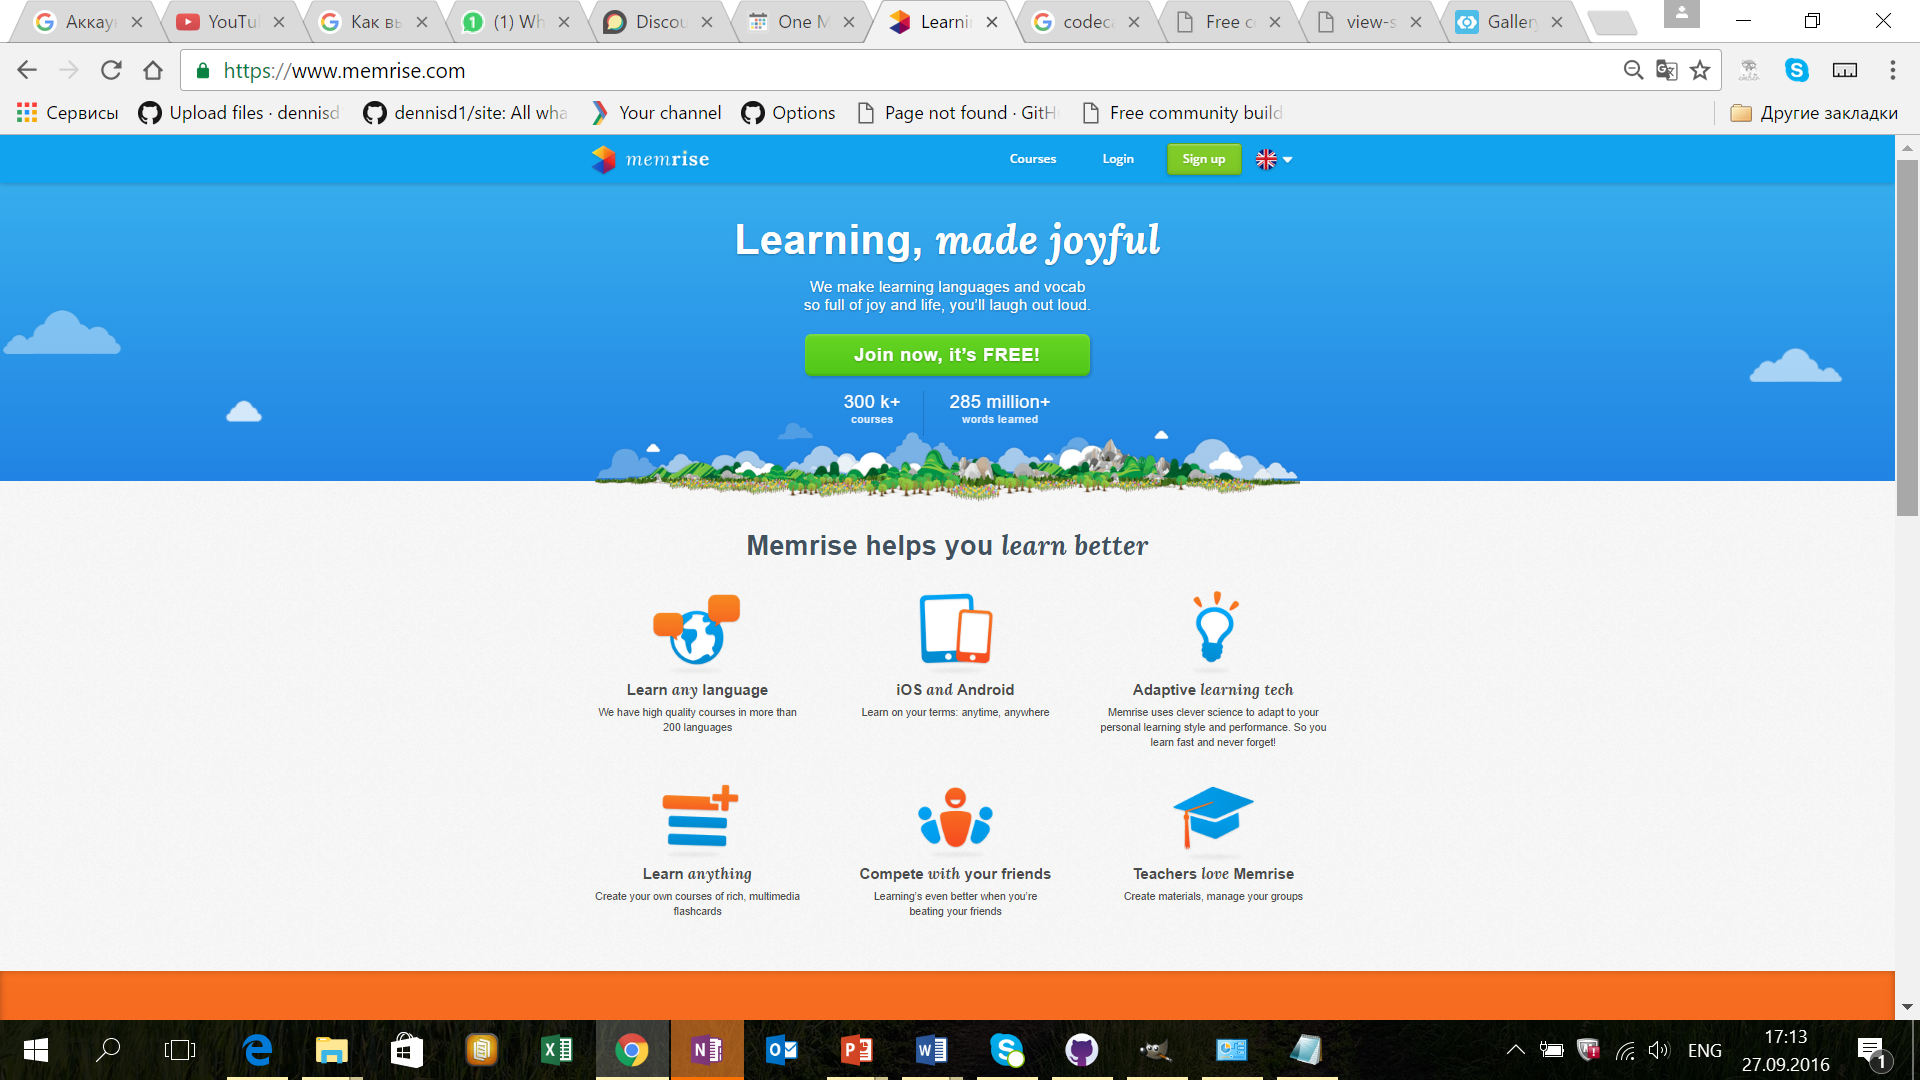 Аккау
YouTu
Как вы
(1) Wh
Discou
One M
Learni
codeca
Free c
view-s
Gallery
https://www.memrise.com
Сервисы
Upload files · dennisd
dennisd1/site: All wha
Your channel
Options
Page not found · GitH
Free community build
Другие закладки
memrise
Courses
Login
Sign up
Learning, made joyful
We make learning languages and vocab
so full of joy and life, you'll laugh out loud.
Join now, it's FREE!
300 k+
courses
285 million+
words learned
Memrise helps you learn better
Learn any language
We have high quality courses in more than
200 languages
iOS and Android
Learn on your terms: anytime, anywhere
Adaptive learning tech
Memrise uses clever science to adapt to your
personal learning style and performance. So you
learn fast and never forget!
Learn anything
Create your own courses of rich, multimedia
flashcards
Compete with your friends
Learning's even better when you're
beating your friends
Teachers love Memrise
Create materials, manage your groups
ENG
17:13
27.09.2016
1